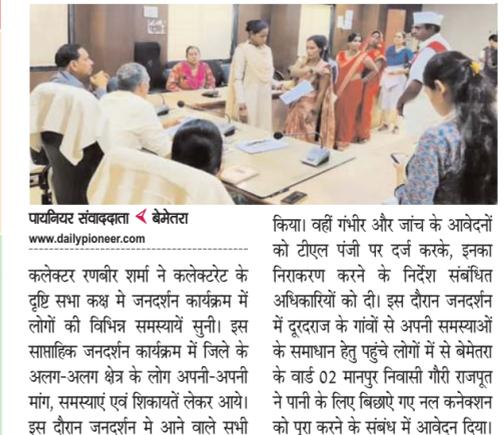 पायनियर संवाददाता < बेमेतरा
www.dailypioneer.com
कलेक्टर रणबीर शर्मा ने कलेक्टरेट के
दृष्टि सभा कक्ष मे जनदर्शन कार्यक्रम में
लोगों की विभिन्न समस्यायें सुनी। इस
साप्ताहिक जनदर्शन कार्यक्रम में जिले के
अलग-अलग क्षेत्र के लोग अपनी-अपनी
मांग, समस्याएं एवं शिकायतें लेकर आये।
इस दौरान जनदर्शन मे आने वाले सभी
किया। वहीं गंभीर और जांच के आवेदनों
को टीएल पंजी पर दर्ज करके, इनका
निराकरण करने के निर्देश संबंधित
अधिकारियों को दी। इस दौरान जनदर्शन
में दूरदराज के गांवों से अपनी समस्याओं
के समाधान हेतु पहुंचे लोगों में से बेमेतरा
के वार्ड 02 मानपुर निवासी गौरी राजपूत
ने पानी के लिए बिछाऐ गए नल कनेक्शन
को पूरा करने के संबंध में आवेदन दिया।